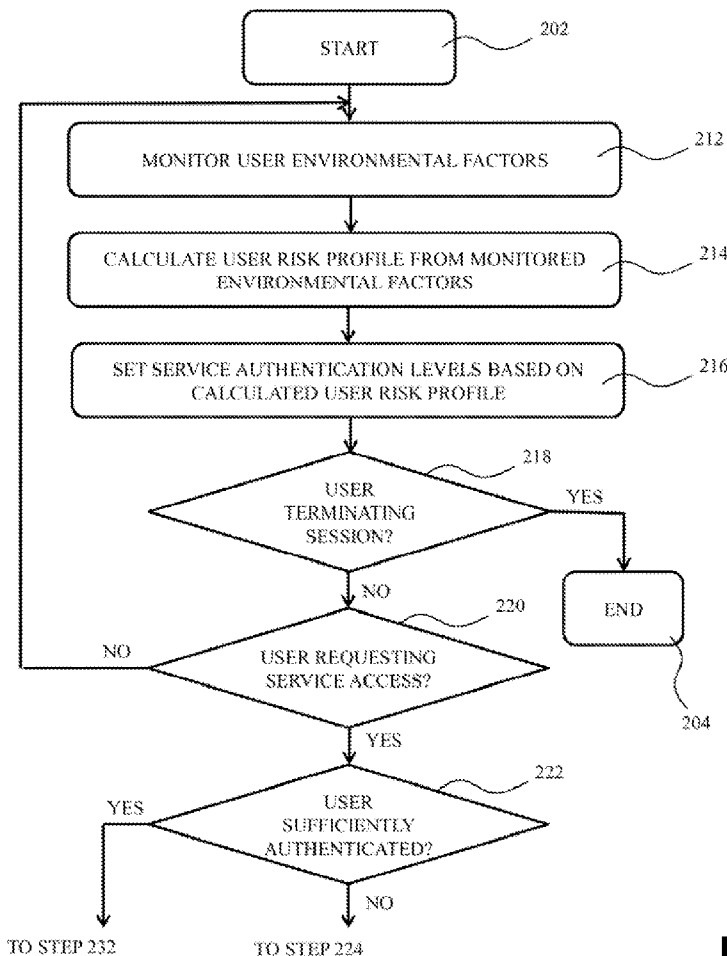 START
202
MONITOR USER ENVIRONMENTAL FACTORS
212
CALCULATE USER RISK PROFILE FROM MONITORED
ENVIRONMENTAL FACTORS
214
SET SERVICE AUTHENTICATION LEVELS BASED ON
CALCULATED USER RISK PROFILE
216
218
USER
TERMINATING
SESSION?
YES
NO
END
204
220
NO
USER REQUESTING
SERVICE ACCESS?
YES
222
YES
USER
SUFFICIENTLY
AUTHENTICATED?
NO
TO STEP 232
TO STEP 224